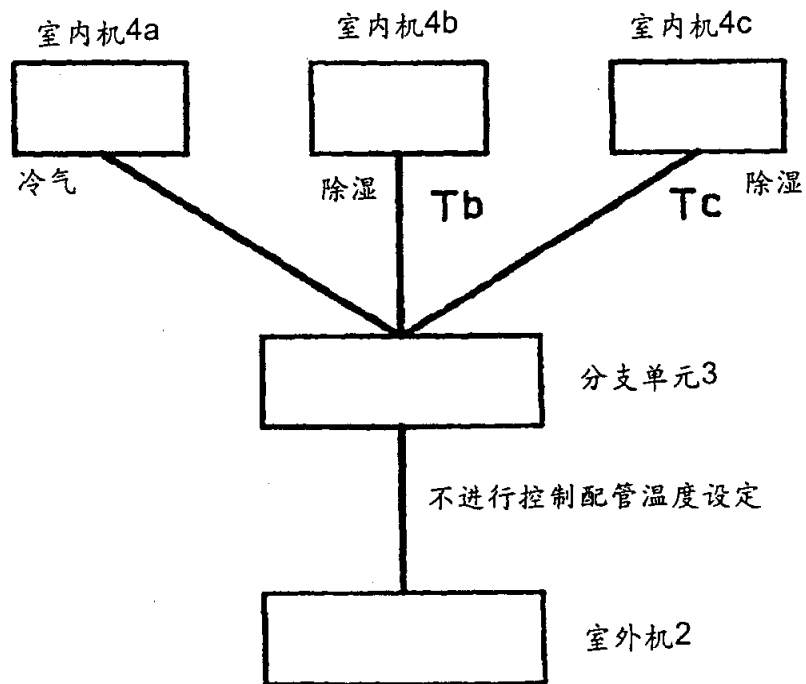 室内机4a
室内机4b
室内机4c
冷气
除湿
Tb
Tc
除湿
分支单元3
不进行控制配管温度设定
室外机2